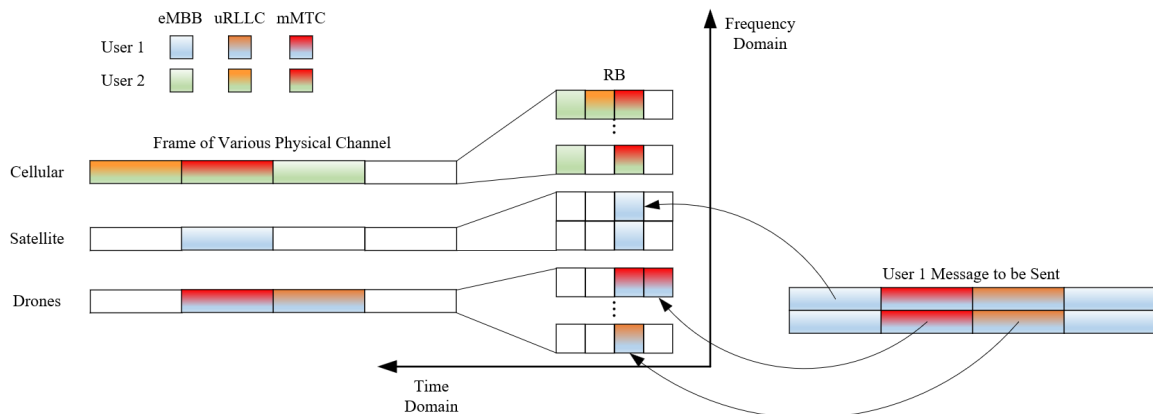 eMBB uRLLC mMTC
User 1
User 2
Frequency
Domain
RB
Frame of Various Physical Channel
Cellular
Satellite
Drones
User 1 Message to be Sent
Time
Domain